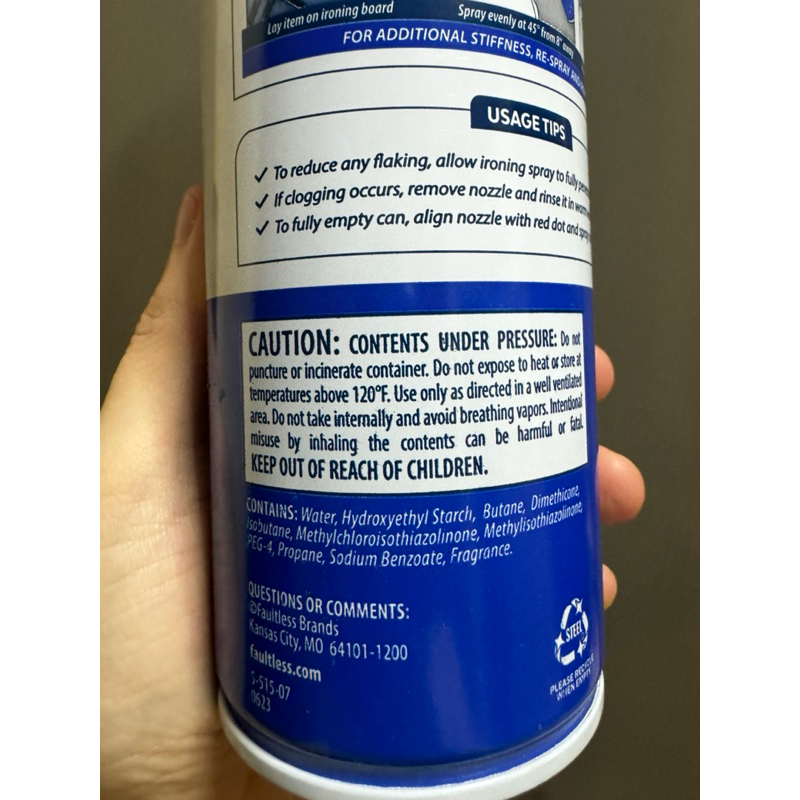 Lay item on ironing board
Spray evenly at 45° from 8" away
FOR ADDITIONAL STIFFNESS, RE-SPRAY AND
USAGE TIPS
✓ To reduce any flaking, allow ironing spray to fully
✓ If clogging occurs, remove nozzle and rinse it in warm
✓ To fully empty can, align nozzle with red dot and spray
CAUTION: CONTENTS UNDER PRESSURE: Do not
puncture or incinerate container. Do not expose to heat or store at
temperatures above 120°F. Use only as directed in a well ventilated
area. Do not take internally and avoid breathing vapors. Intentional
misuse by inhaling the contents can be harmful or fatal.
KEEP OUT OF REACH OF CHILDREN.
CONTAINS: Water, Hydroxyethyl Starch, Butane, Dimethicone,
Isobutane, Methylchloroisothiazolinone, Methylisothiazolinone,
PEG-4, Propane, Sodium Benzoate, Fragrance.
QUESTIONS OR COMMENTS:
©Faultless Brands
Kansas City, MO 64101-1200
faultless.com
S-515-07
0623
STEEL
PLEASE RECYCLE
WHEN EMPTY